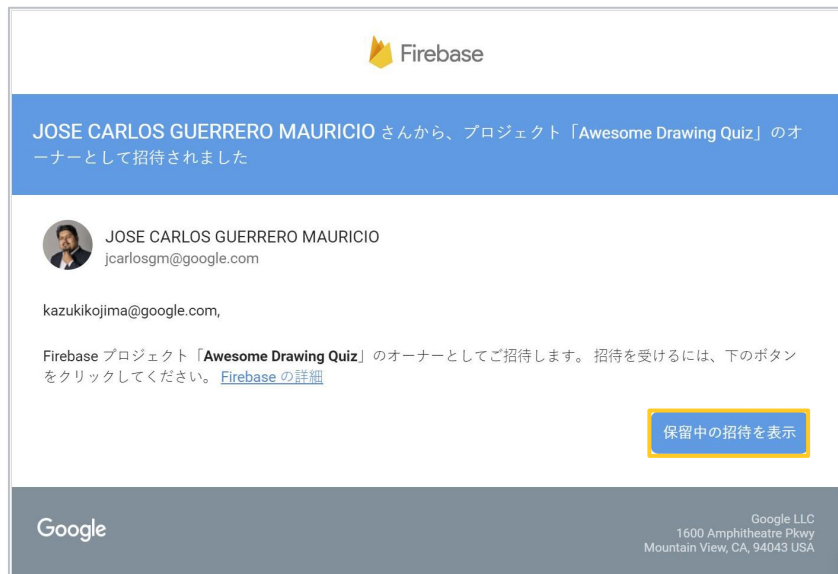 Firebase
JOSE CARLOS GUERRERO MAURICIO さんから、プロジェクト「Awesome Drawing Quiz」のオ
ーナーとして招待されました
JOSE CARLOS GUERRERO MAURICIO
jcarlosgm@google.com
kazukikojima@google.com,
Firebase プロジェクト「Awesome Drawing Quiz」のオーナーとしてご招待します。 招待を受けるには、下のボタン
をクリックしてください。 Firebase の詳細
保留中の招待を表示
Google
Google LLC
1600 Amphitheatre Pkwy
Mountain View, CA, 94043 USA